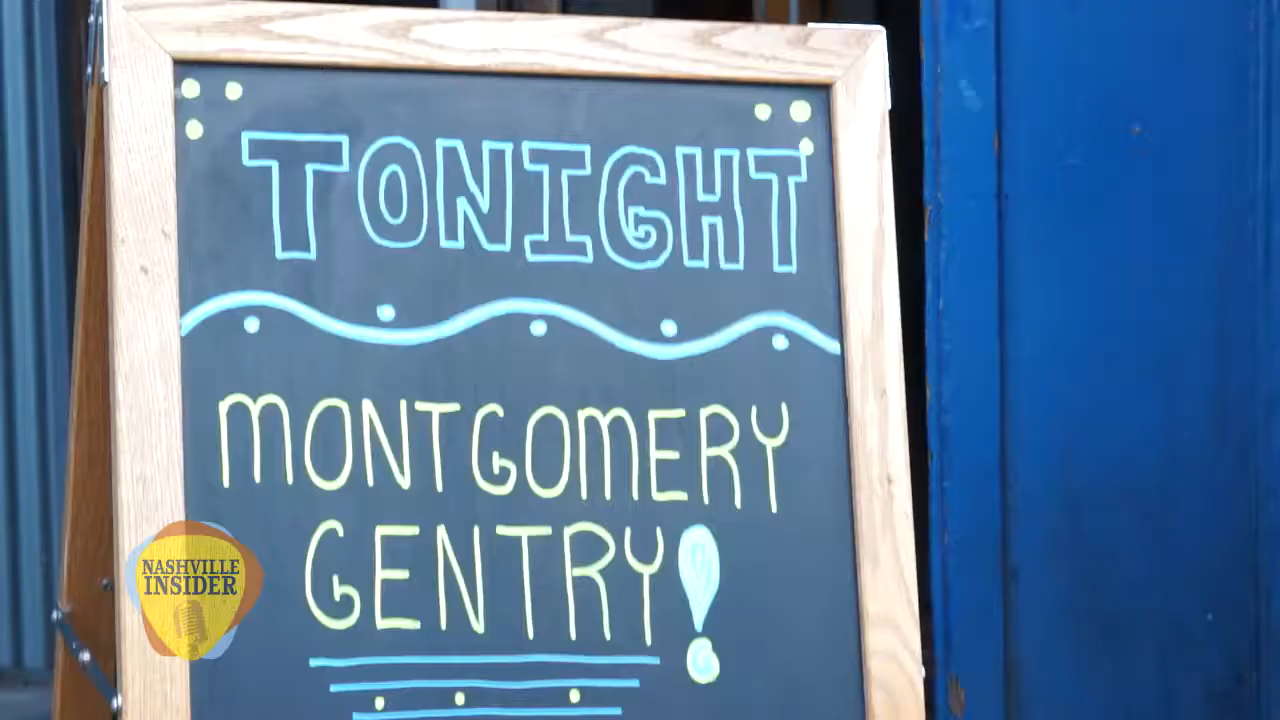 TONIGHT
MONTGOMERY
GENTRY!
NASHVILLE
INSIDER